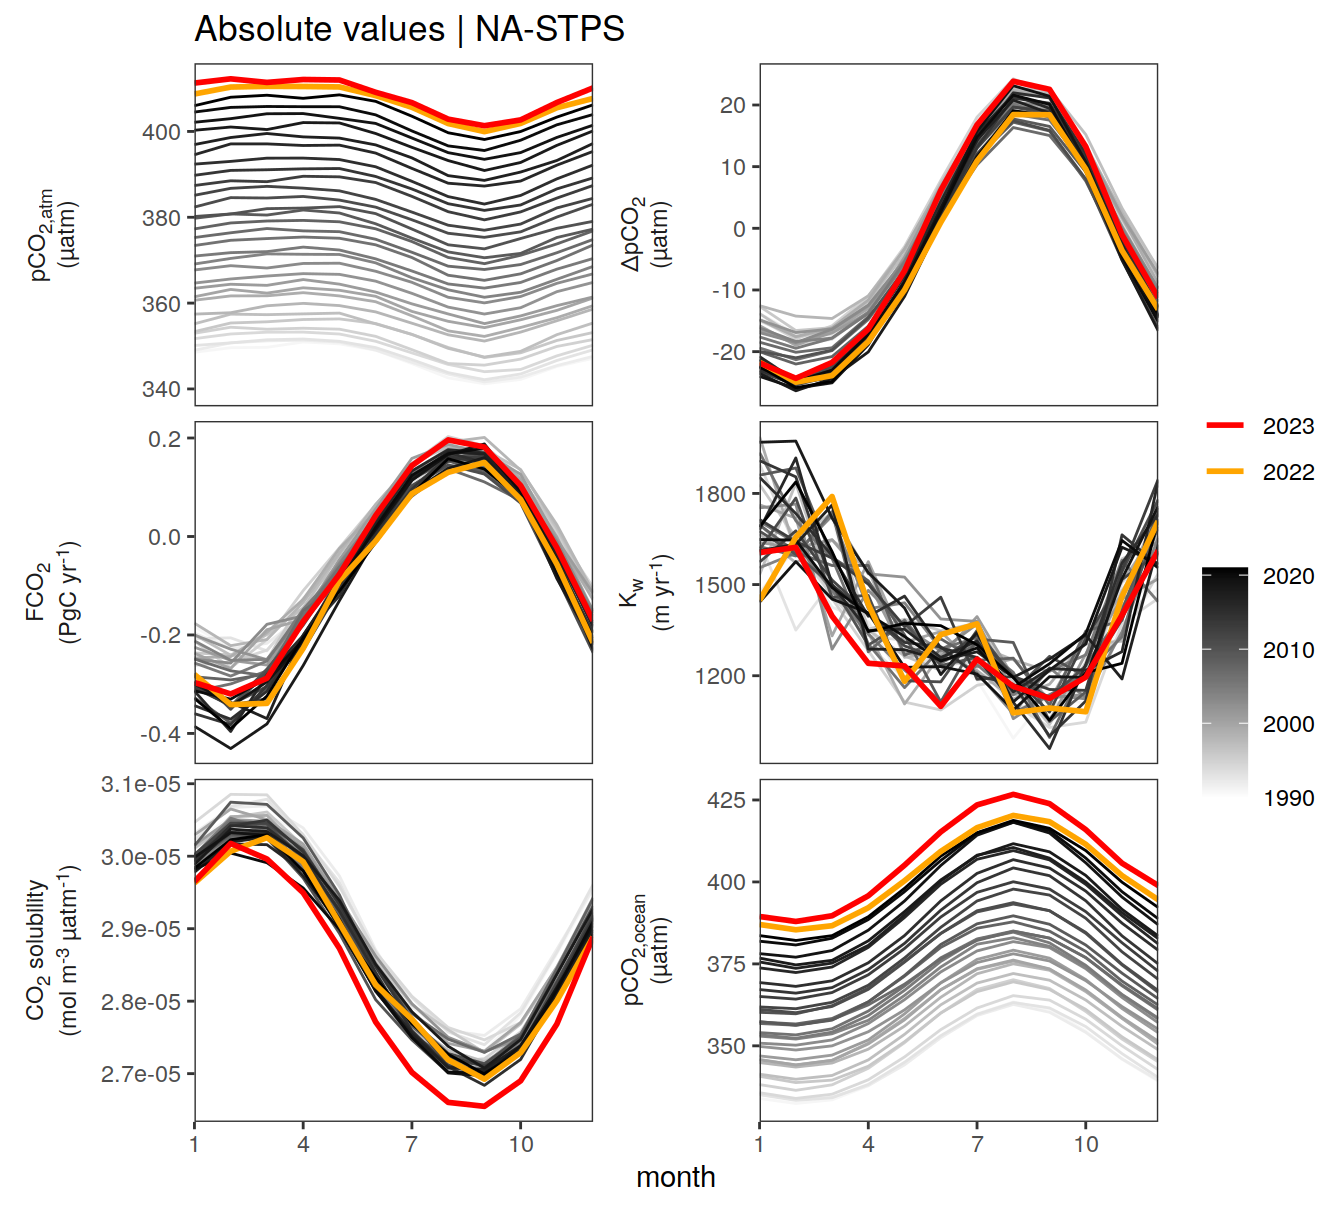 Absolute values | NA-STPS
pCO2,atm
(µatm)
400
380
360
340
ΔpCO2
(µatm)
20
10
0
-10
-20
FCO2
(PgC yr-1)
0.2
0.0
-0.2
-0.4
Kw
(m yr-1)
1800
1500
1200
CO2 solubility
(mol m-3 µatm-1)
3.1e-05
3.0e-05
2.9e-05
2.8e-05
2.7e-05
1 4 7 10
pCO2,ocean
(µatm)
425
400
375
350
1 4 7 10
month
2023
2022
2020
2010
2000
1990